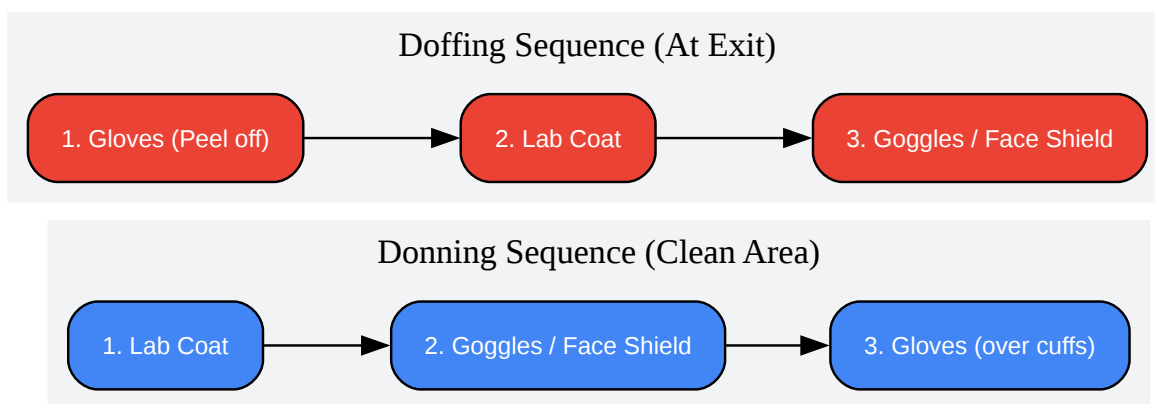 Doffing Sequence (At Exit)
1. Gloves (Peel off)
2. Lab Coat
3. Goggles / Face Shield
Donning Sequence (Clean Area)
1. Lab Coat
2. Goggles / Face Shield
3. Gloves (over cuffs)